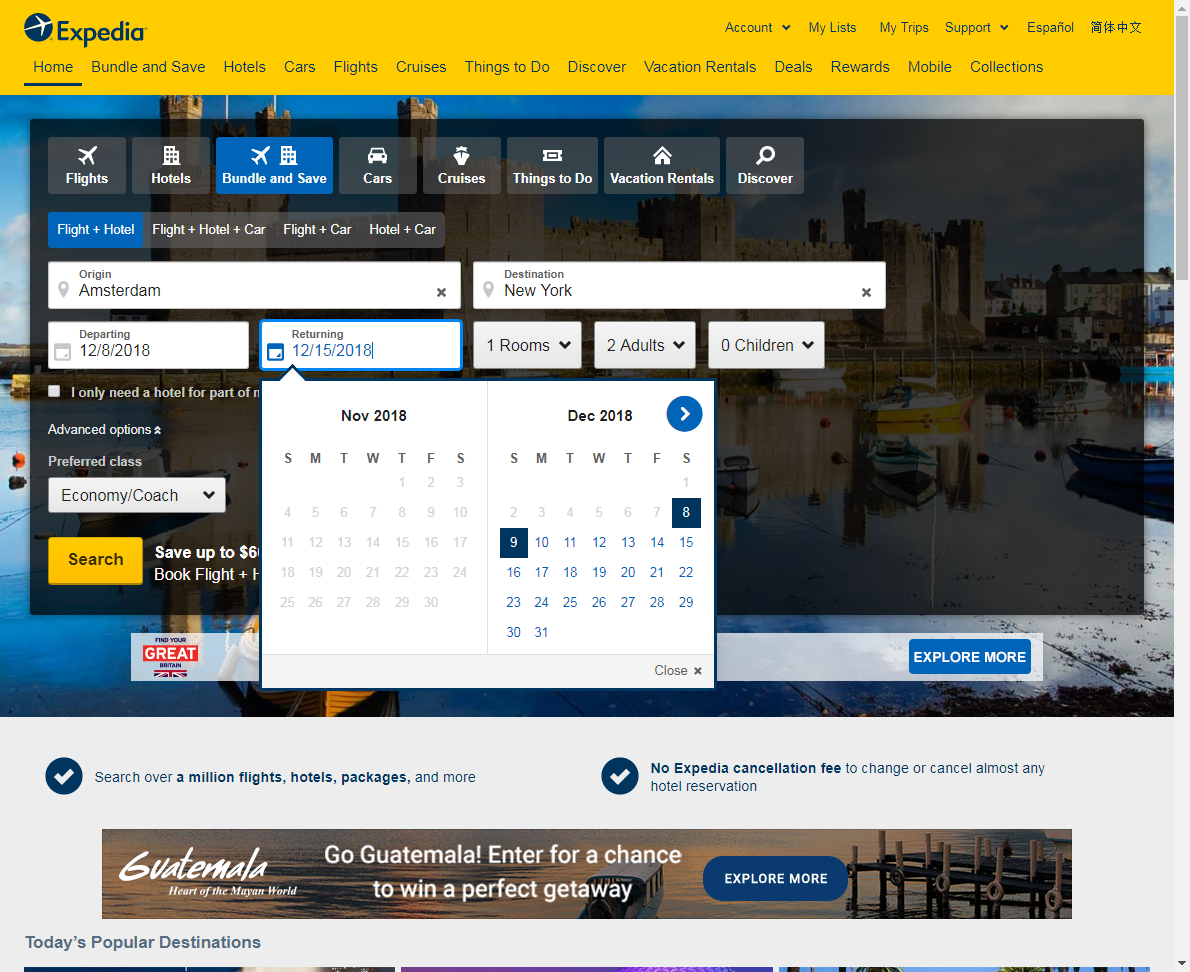 Expedia
Account My Lists My Trips Support Español 简体中文
Home Bundle and Save Hotels Cars Flights Cruises Things to Do Discover Vacation Rentals Deals Rewards Mobile Collections
Flights Hotels Bundle and Save Cars Cruises Things to Do Vacation Rentals Discover
Flight + Hotel Flight + Hotel + Car Flight + Car Hotel + Car
Origin
Amsterdam
Destination
New York
Departing
12/8/2018
Returning
12/15/2018
1 Rooms 2 Adults 0 Children
I only need a hotel for part of
Advanced options
Preferred class
Economy/Coach
Search
Save up to
Book Flight +
Nov 2018
S M T W T F S
1 2 3
4 5 6 7 8 9 10
11 12 13 14 15 16 17
18 19 20 21 22 23 24
25 26 27 28 29 30
Dec 2018
S M T W T F S
1
2 3 4 5 6 7 8
9 10 11 12 13 14 15
16 17 18 19 20 21 22
23 24 25 26 27 28 29
30 31
Close
FIND YOUR
GREAT
BRITAIN
EXPLORE MORE
Search over a million flights, hotels, packages, and more
No Expedia cancellation fee to change or cancel almost any
hotel reservation
Guatemala
Heart of the Mayan World
Go Guatemala! Enter for a chance
to win a perfect getaway
EXPLORE MORE
Today's Popular Destinations